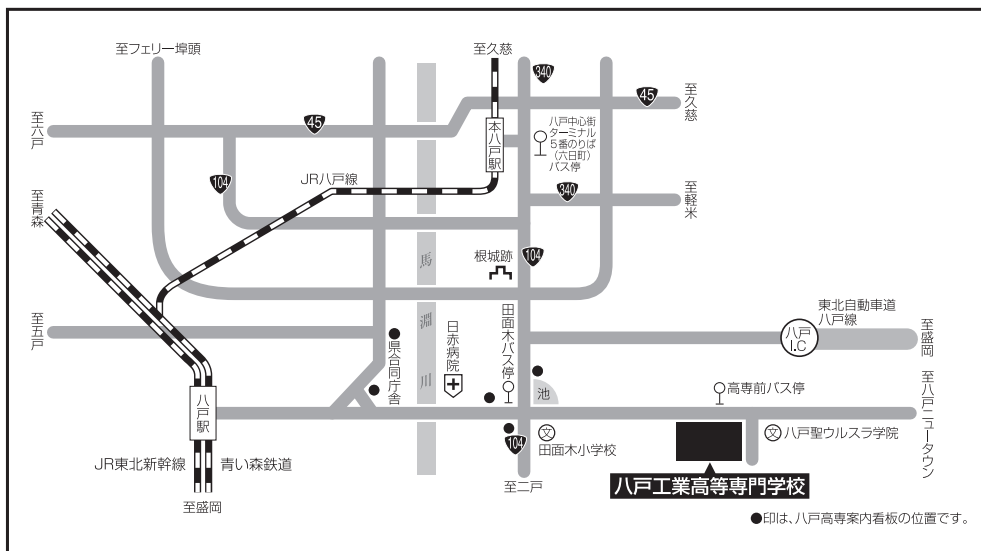 至フェリー埠頭
至久慈
340
45
至久慈
至六戸
45
本八戸駅
八戸中心街
ターミナル
5番のりば
(六日町)
バス停
104
JR八戸線
340
至軽米
至青森
馬淵川
根城跡
104
東北自動車道
八戸線
至五戸
県合同庁舎
日赤病院
田面木バス停
八戸
I.C
至盛岡
池
高専前バス停
至八戸ニュータウン
八戸駅
104
文
田面木小学校
文
八戸聖ウルスラ学院
JR東北新幹線
青い森鉄道
至二戸
八戸工業高等専門学校
至盛岡
●印は、八戸高専案内看板の位置です。